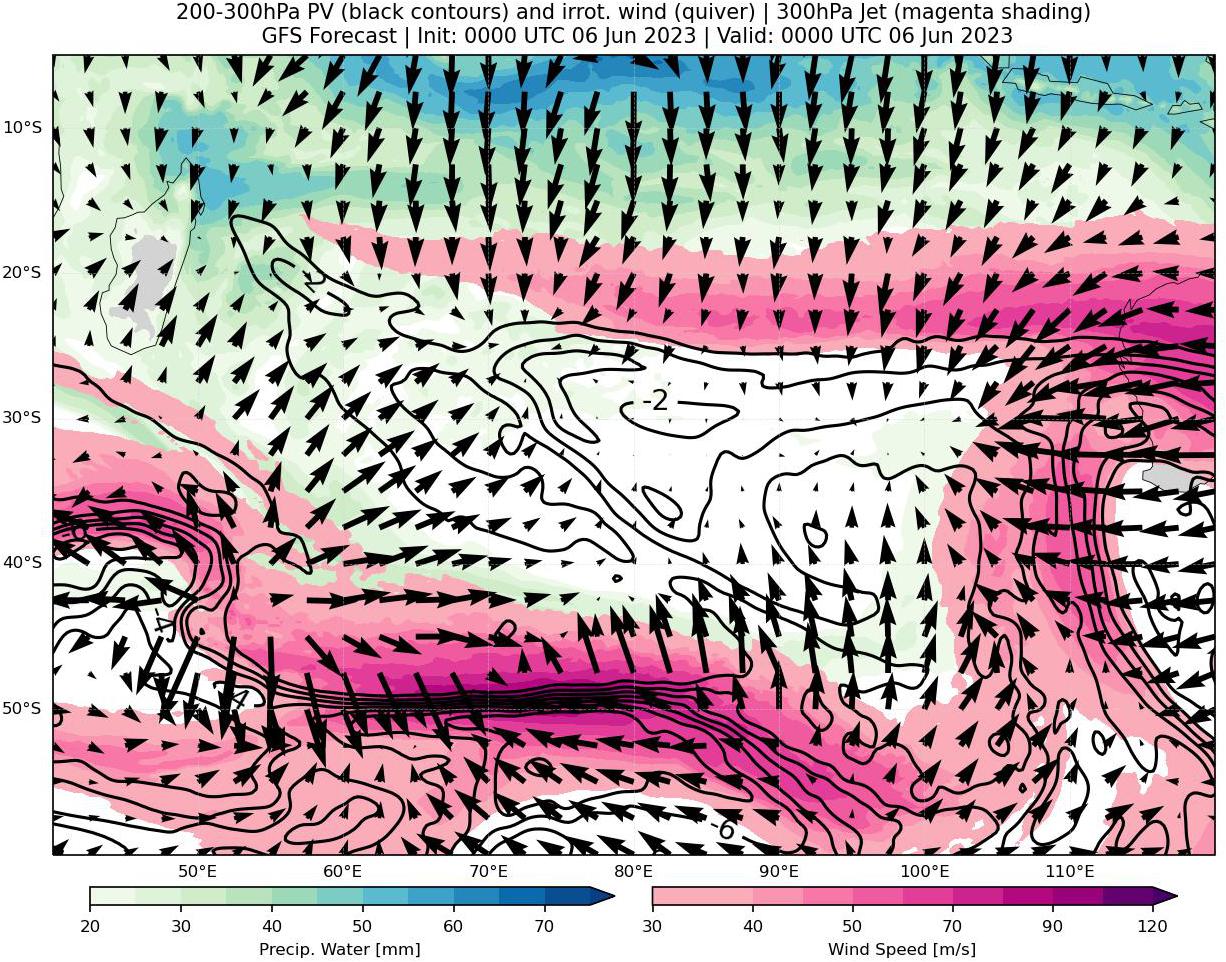 200-300hPa PV (black contours) and irrot. wind (quiver) | 300hPa Jet (magenta shading)
GFS Forecast | Init: 0000 UTC 06 Jun 2023 | Valid: 0000 UTC 06 Jun 2023
10°S
20°S
-2
30°S
40°S
50°S
-6
50°E 60°E 70°E 80°E 90°E 100°E 110°E
20 30 40 50 60 70 30 40 50 70 90 120
Precip. Water [mm] Wind Speed [m/s]